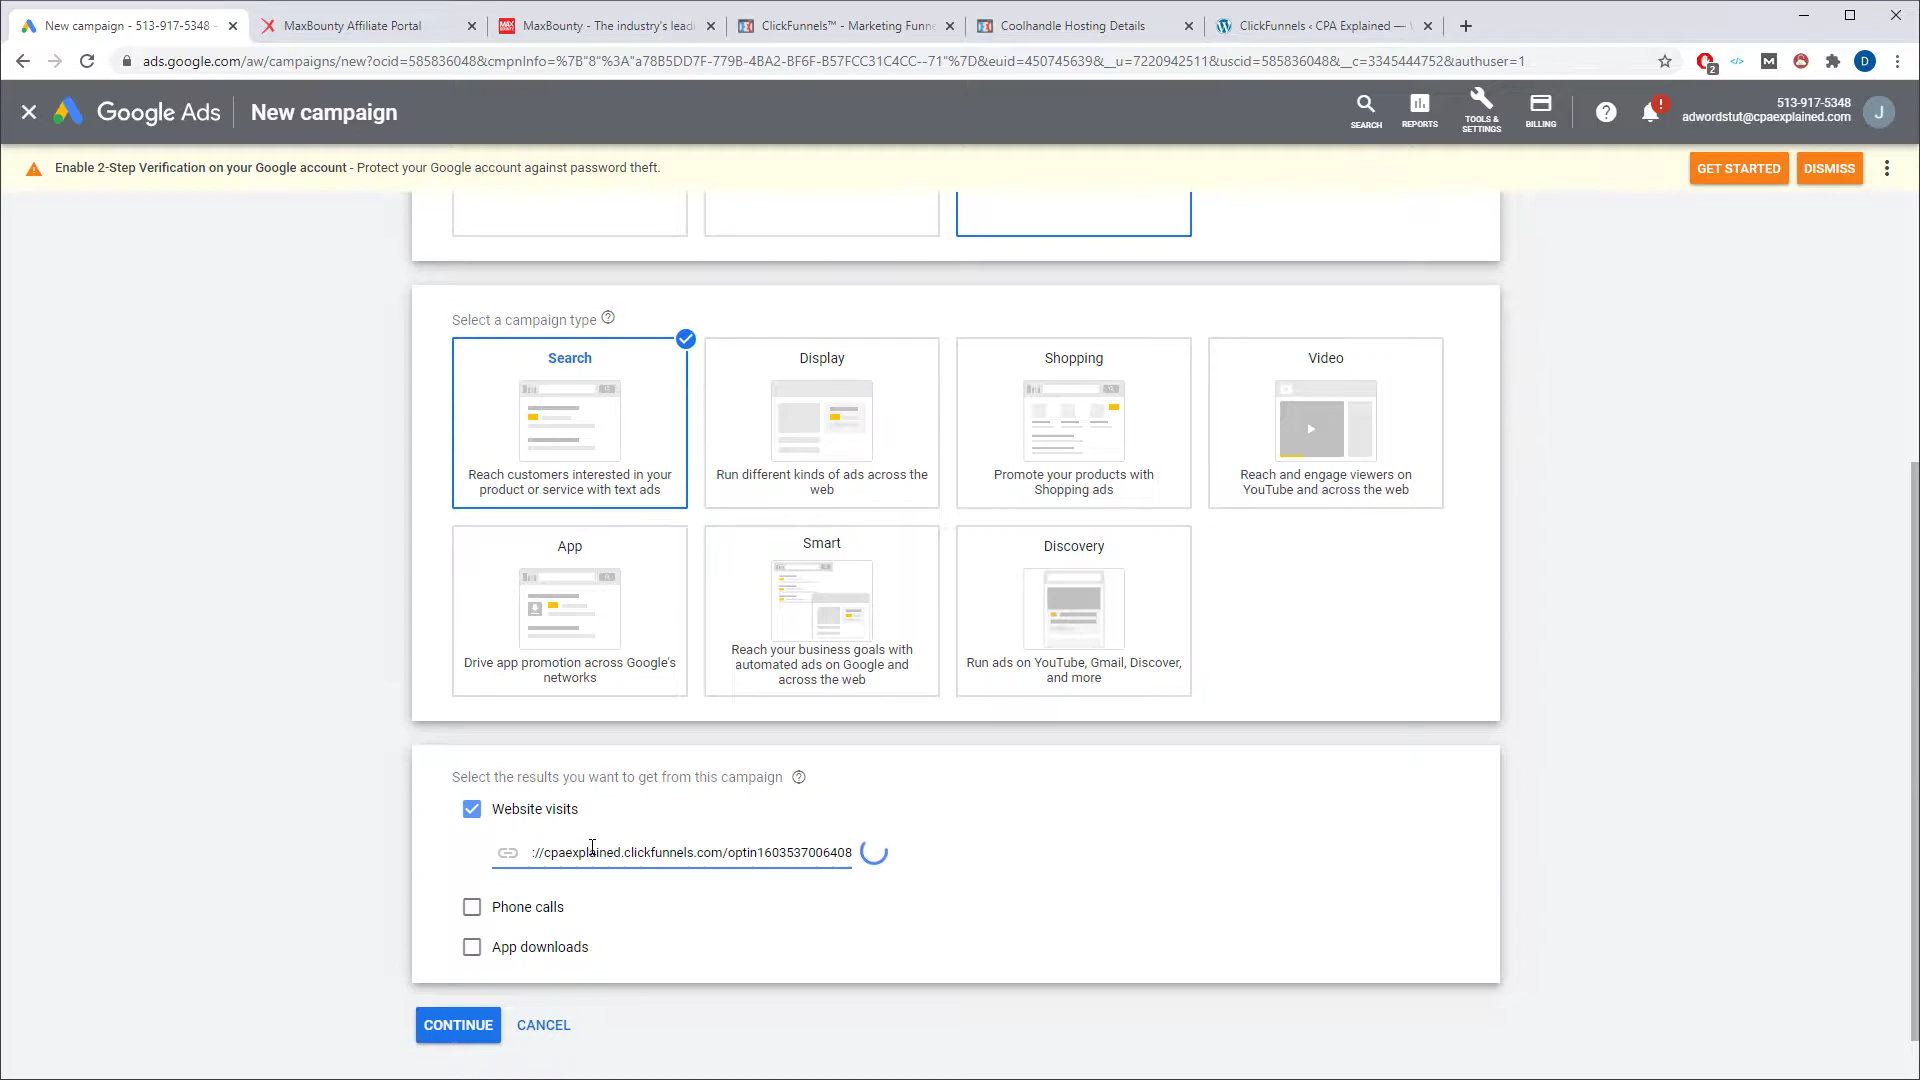 New campaign - 513-917-5348 -
MaxBounty Affiliate Portal
MaxBounty - The industry's lead
ClickFunnels™ - Marketing Funne
Coolhandle Hosting Details
ClickFunnels ‹ CPA Explained —
ads.google.com/aw/campaigns/new?ocid=585836048&cmpnInfo=%7B"8"%3A"a78B5DD7F-779B-4BA2-BF6F-B57FCC31C4CC--71"%7D&euid=450745639&__u=7220942511&uscid=585836048&__c=3345444752&authuser=1
2
D
Google Ads
New campaign
SEARCH
REPORTS
TOOLS &
SETTINGS
BILLING
513-917-5348
adwordstut@cpaexplained.com
J
Enable 2-Step Verification on your Google account - Protect your Google account against password theft.
GET STARTED
DISMISS
Select a campaign type
Search
Reach customers interested in your
product or service with text ads
Display
Run different kinds of ads across the
web
Shopping
Promote your products with
Shopping ads
Video
Reach and engage viewers on
YouTube and across the web
App
Drive app promotion across Google's
networks
Smart
Reach your business goals with
automated ads on Google and
across the web
Discovery
Run ads on YouTube, Gmail, Discover,
and more
Select the results you want to get from this campaign
Website visits
://cpaexplained.clickfunnels.com/optin1603537006408
Phone calls
App downloads
CONTINUE
CANCEL